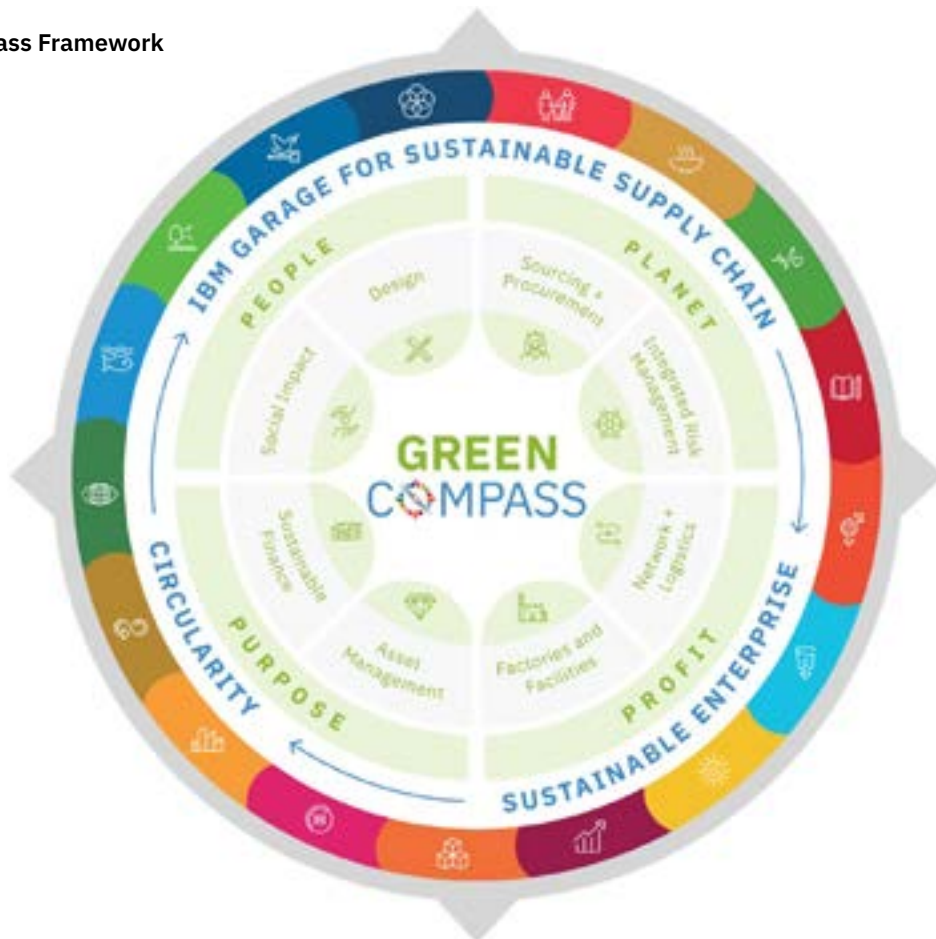 ass Framework
IBM GARAGE FOR SUSTAINABLE SUPPLY CHAIN
SUSTAINABLE ENTERPRISE
CIRCULARITY
PEOPLE
PLANET
PROFIT
PURPOSE
Design
Sourcing +
Procurement
Integrated Risk
Management
Network +
Logistics
Factories and
Facilities
Asset
Management
Sustainable
Finance
Social Impact
GREEN
COMPASS